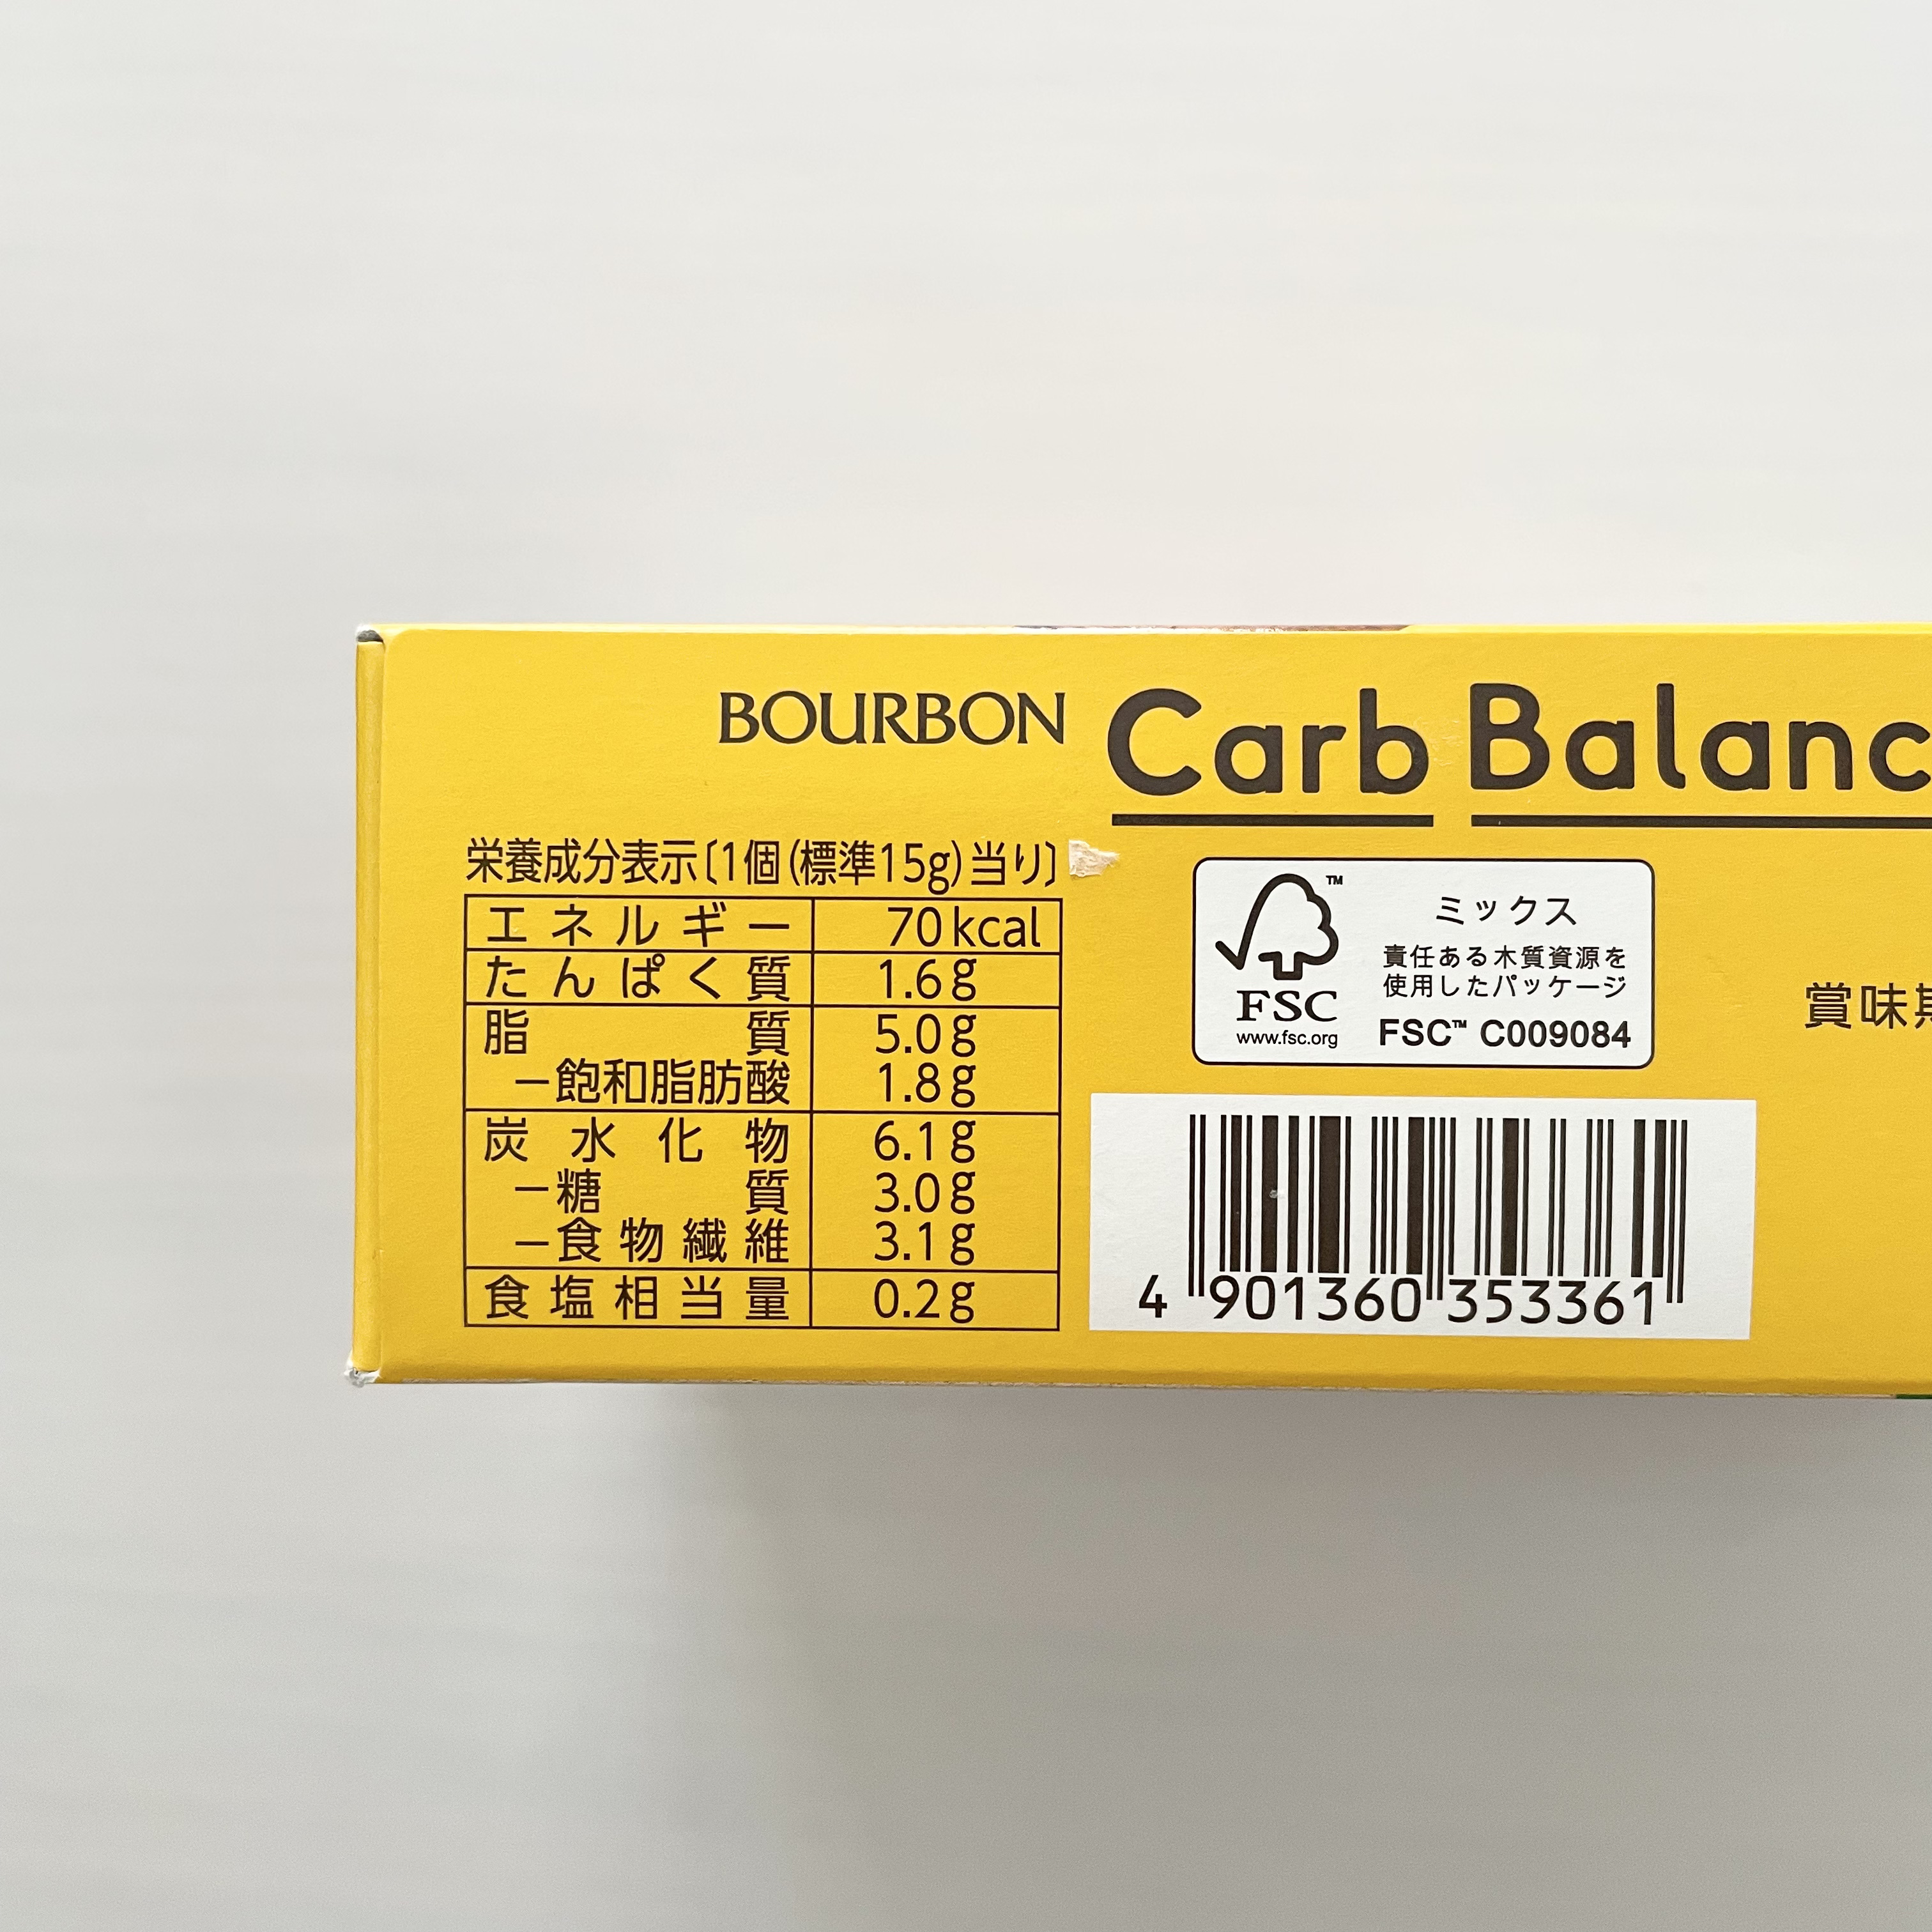 BOURBON Carb Balanc
栄養成分表示〔1個(標準15g)当り〕
エネルギー 70kcal
たんぱく質 1.6g
脂質 5.0g
−飽和脂肪酸 1.8g
炭水化物 6.1g
−糖質 3.0g
−食物繊維 3.1g
食塩相当量 0.2g
TM
FSC
www.fsc.org
ミックス
責任ある木質資源を
使用したパッケージ
FSC™ C009084
4 901360 353361
賞味